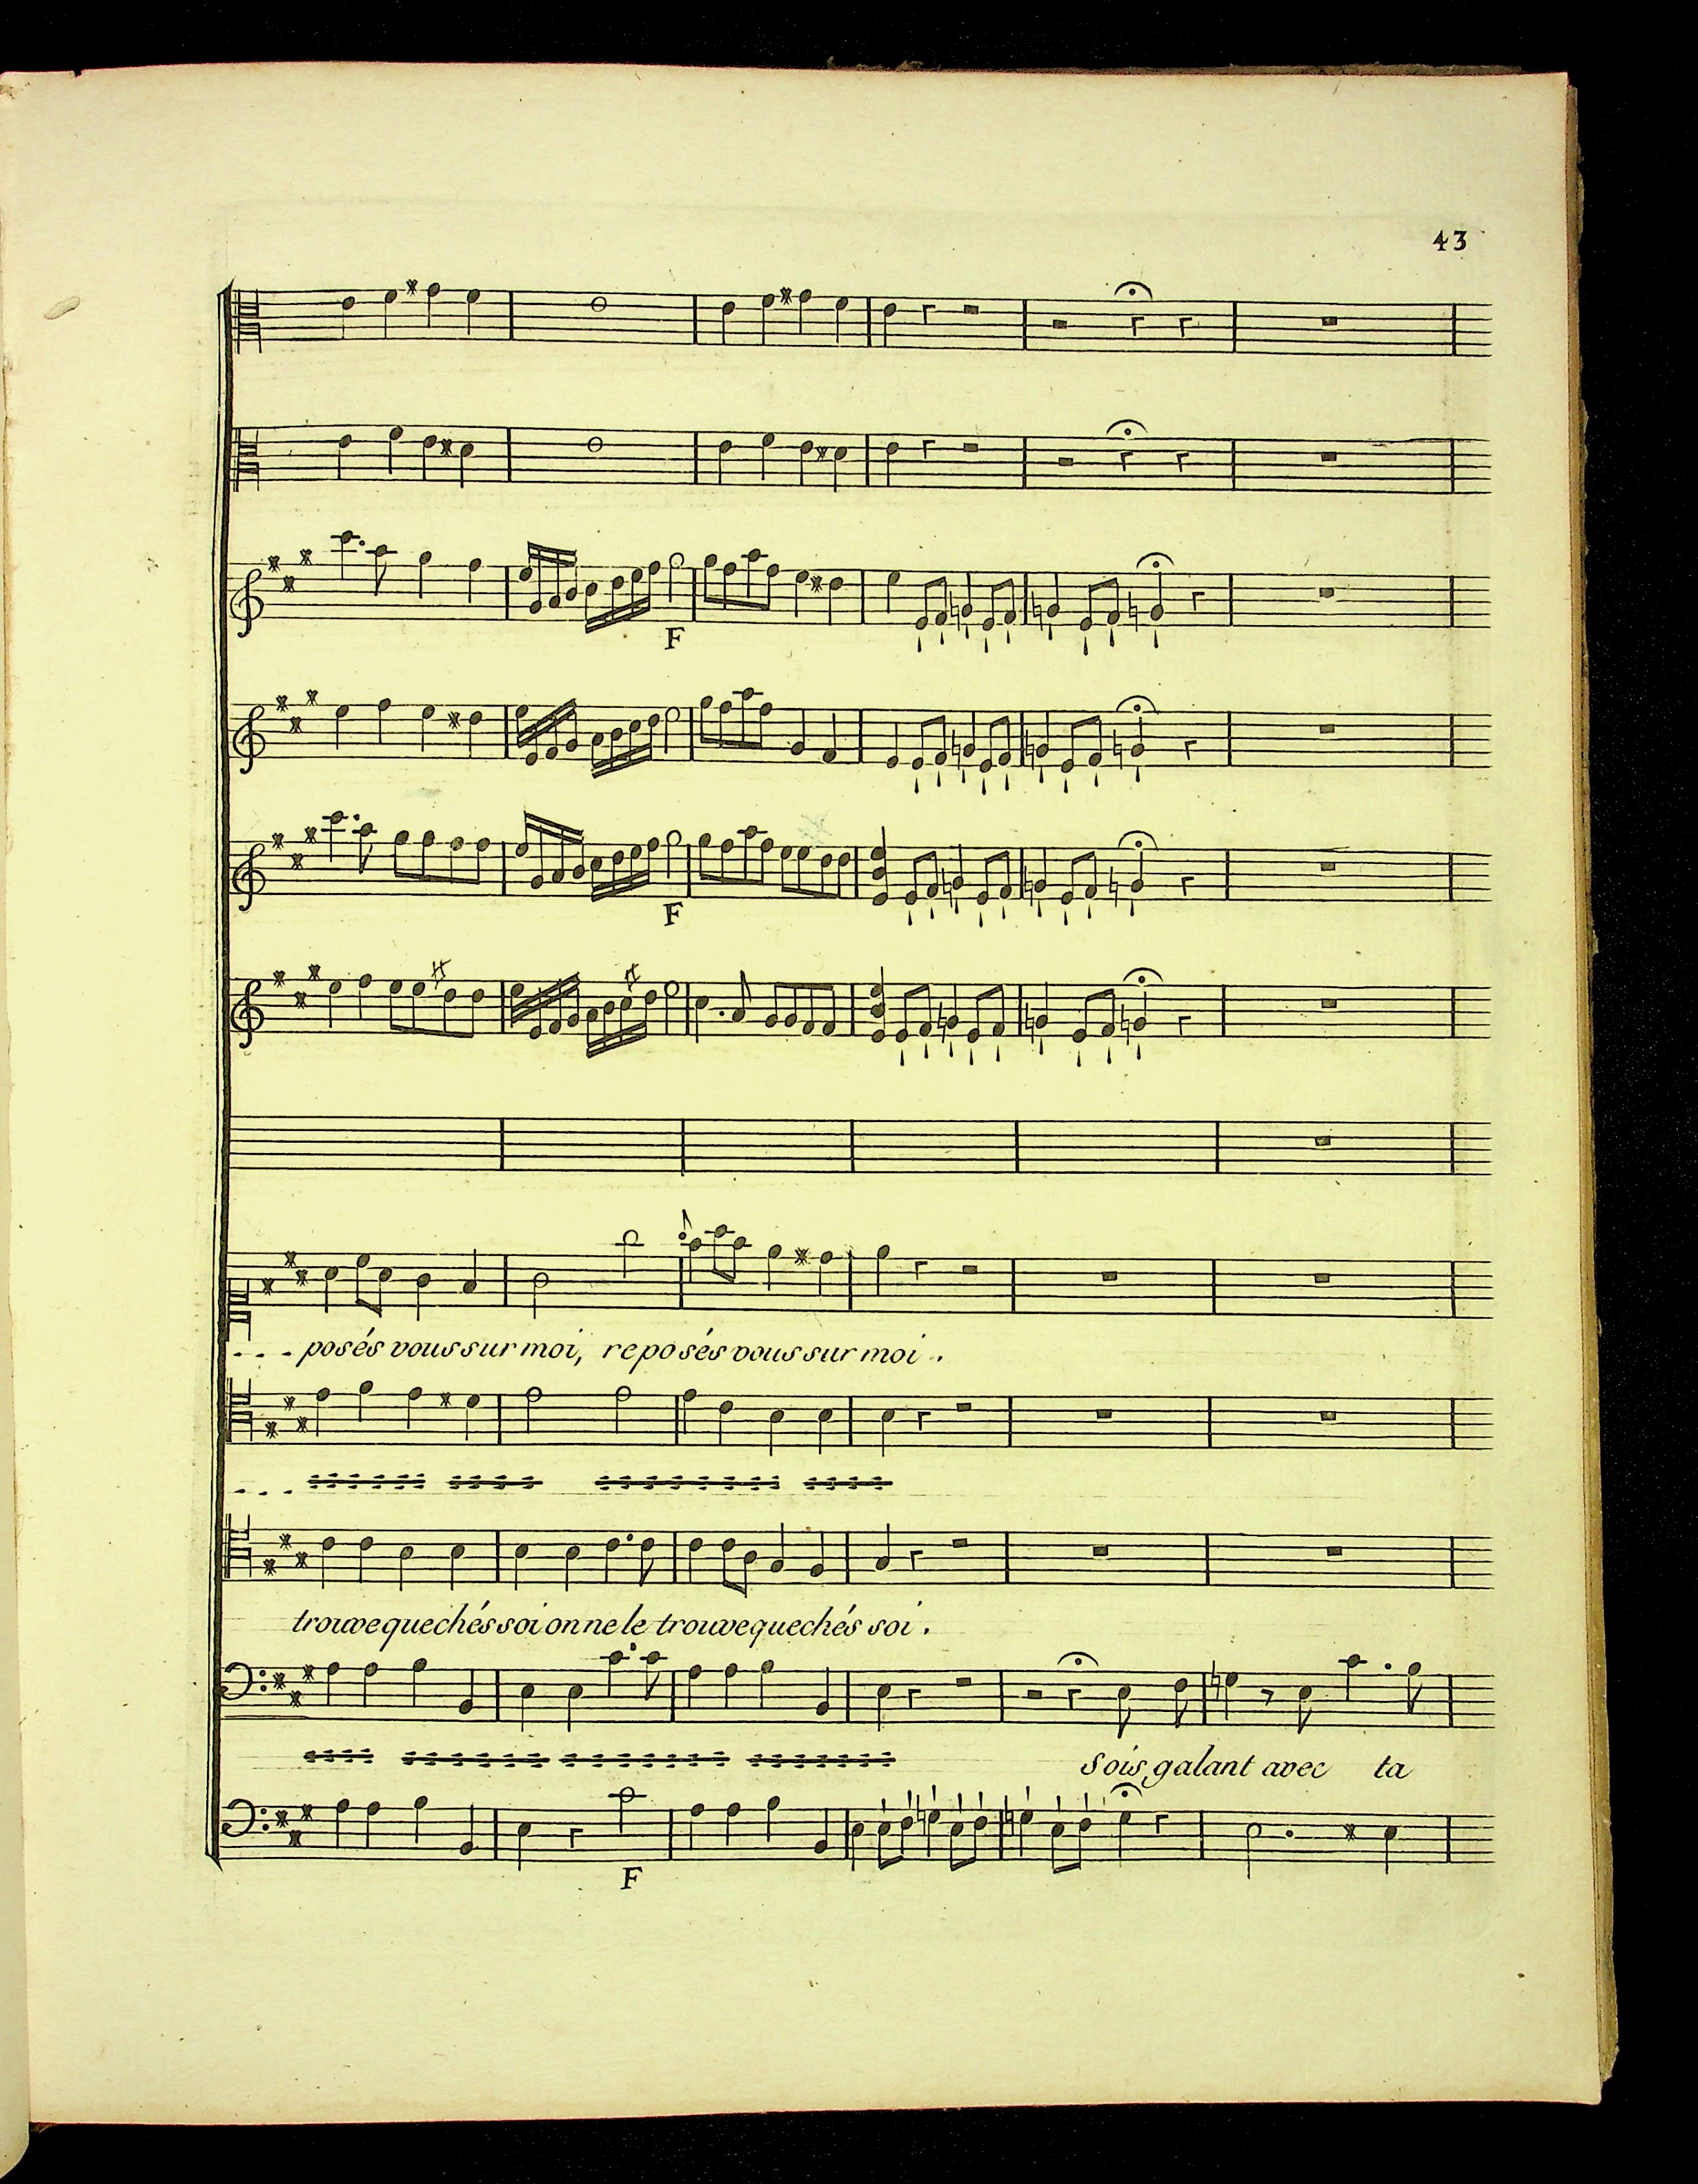 43
F
F
... posés vous sur moi, reposés vous sur moi.
...
trouve que chés soi on ne le trouve que chés soi.
Sois galant avec ta
F